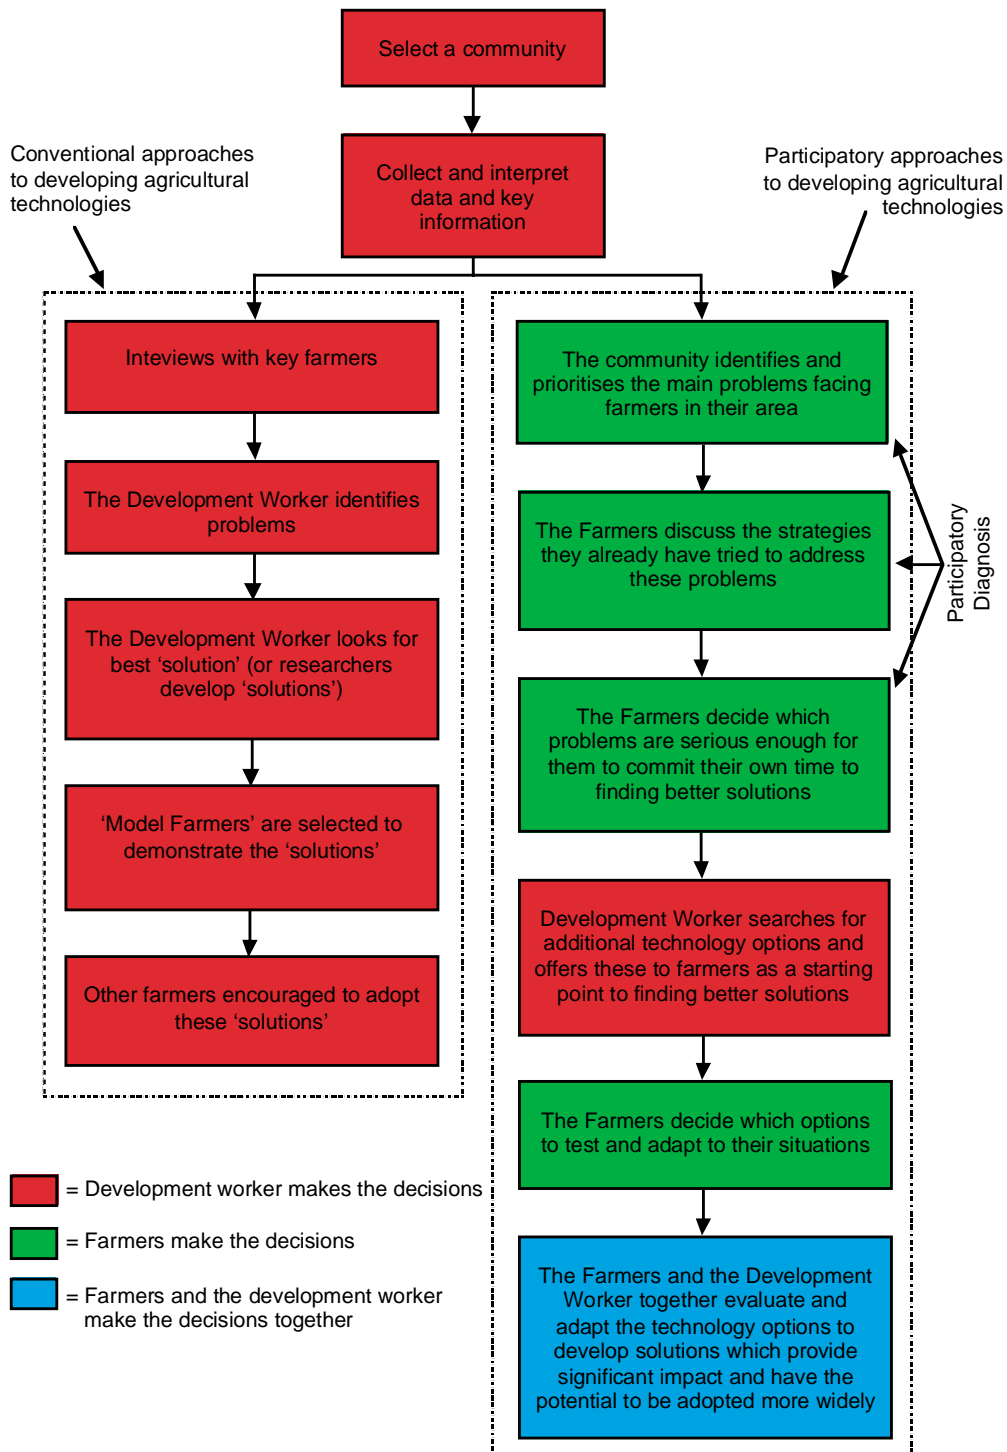 Select a community
Conventional approaches
to developing agricultural
technologies
Collect and interpret
data and key
information
Participatory approaches
to developing agricultural
technologies
Inteviews with key farmers
The Development Worker identifies
problems
The Development Worker looks for
best ‘solution’ (or researchers
develop ‘solutions’)
‘Model Farmers’ are selected to
demonstrate the ‘solutions’
Other farmers encouraged to adopt
these ‘solutions’
The community identifies and
prioritises the main problems facing
farmers in their area
The Farmers discuss the strategies
they already have tried to address
these problems
The Farmers decide which
problems are serious enough for
them to commit their own time to
finding better solutions
Participatory
Diagnosis
Development Worker searches for
additional technology options and
offers these to farmers as a starting
point to finding better solutions
The Farmers decide which options
to test and adapt to their situations
The Farmers and the Development
Worker together evaluate and
adapt the technology options to
develop solutions which provide
significant impact and have the
potential to be adopted more widely
= Development worker makes the decisions
= Farmers make the decisions
= Farmers and the development worker
make the decisions together